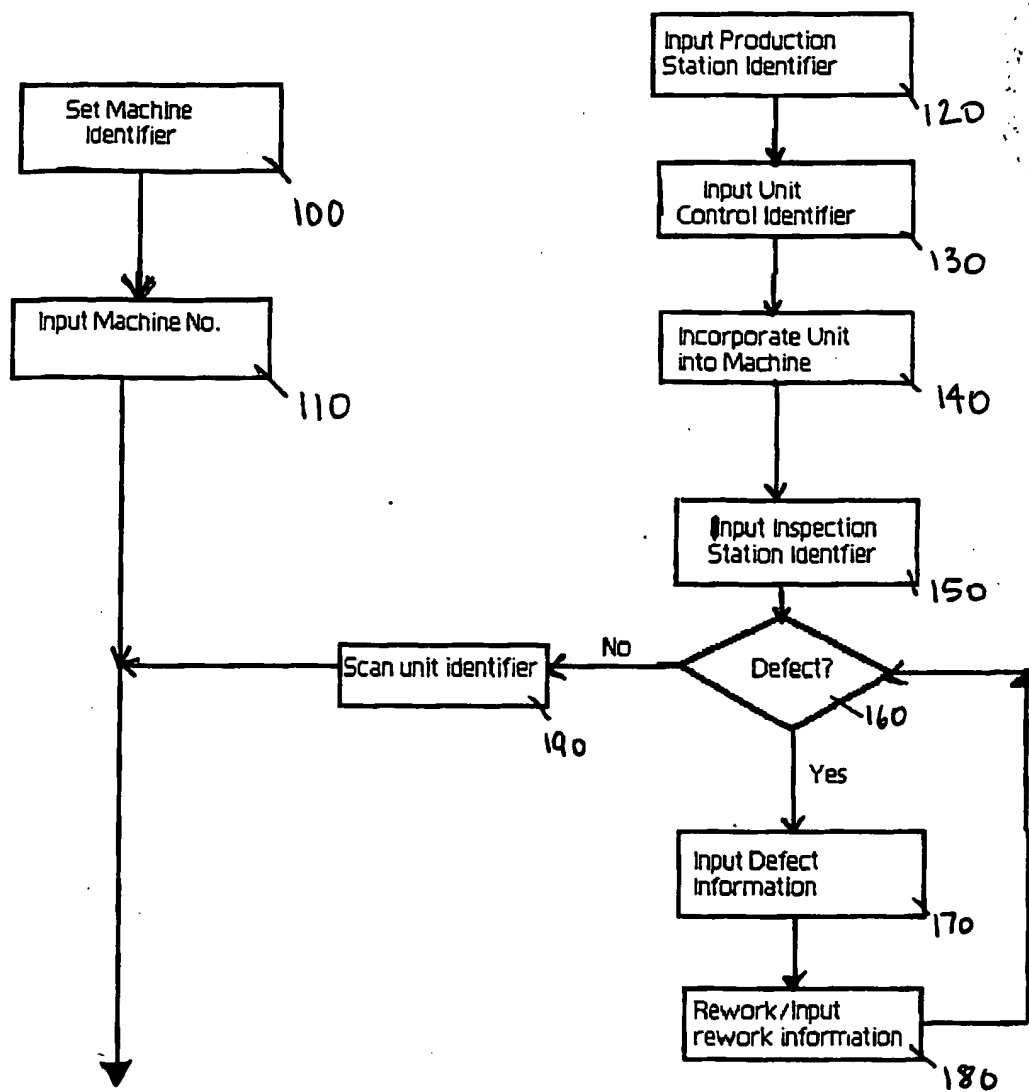 Set Machine
Identifier
100
Input Machine No.
110
Input Production
Station Identifier
120
Input Unit
Control Identifier
130
Incorporate Unit
into Machine
140
Input Inspection
Station Identfier
150
Defect?
160
No
Scan unit identifier
190
Yes
Input Defect
Information
170
Rework/Input
rework information
180